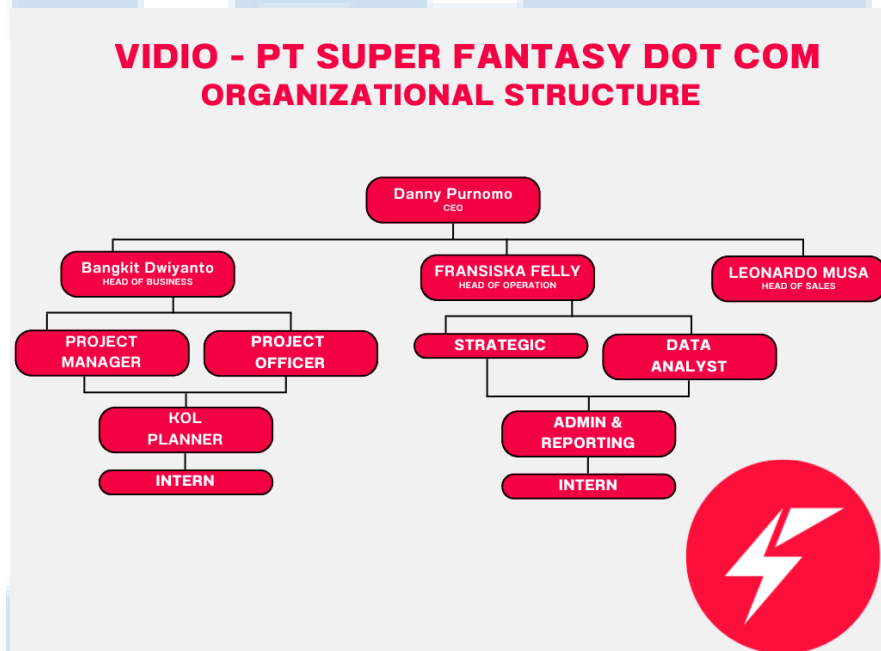 VIDIO - PT SUPER FANTASY DOT COM
ORGANIZATIONAL STRUCTURE
Danny Purnomo
CEO
Bangkit Dwiyanto
HEAD OF BUSINESS
FRANSISKA FELLY
HEAD OF OPERATION
LEONARDO MUSA
HEAD OF SALES
PROJECT
MANAGER
PROJECT
OFFICER
STRATEGIC
DATA
ANALYST
KOL
PLANNER
ADMIN &
REPORTING
INTERN
INTERN